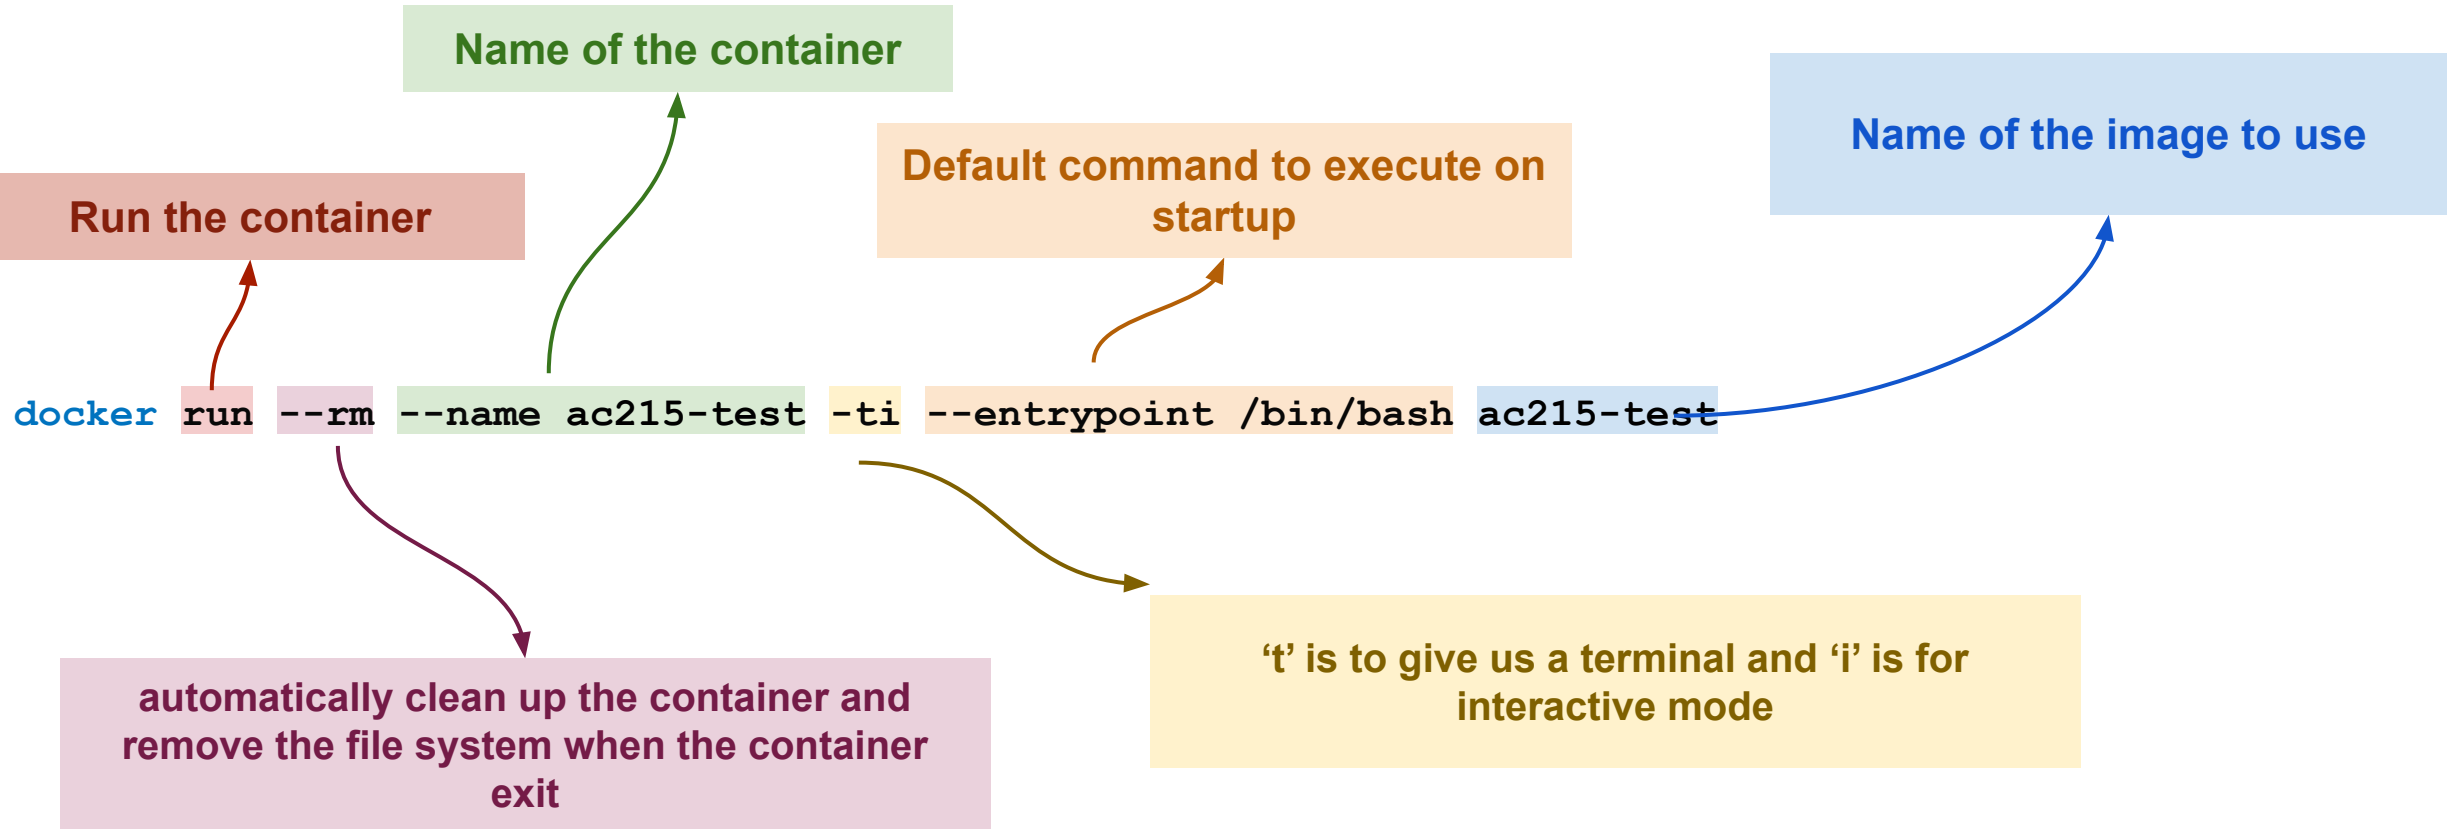 Name of the container
Name of the image to use
Default command to execute on
startup
Run the container
docker run --rm --name ac215-test -ti --entrypoint /bin/bash ac215-test
‘t’ is to give us a terminal and ‘i’ is for
interactive mode
automatically clean up the container and
remove the file system when the container
exit